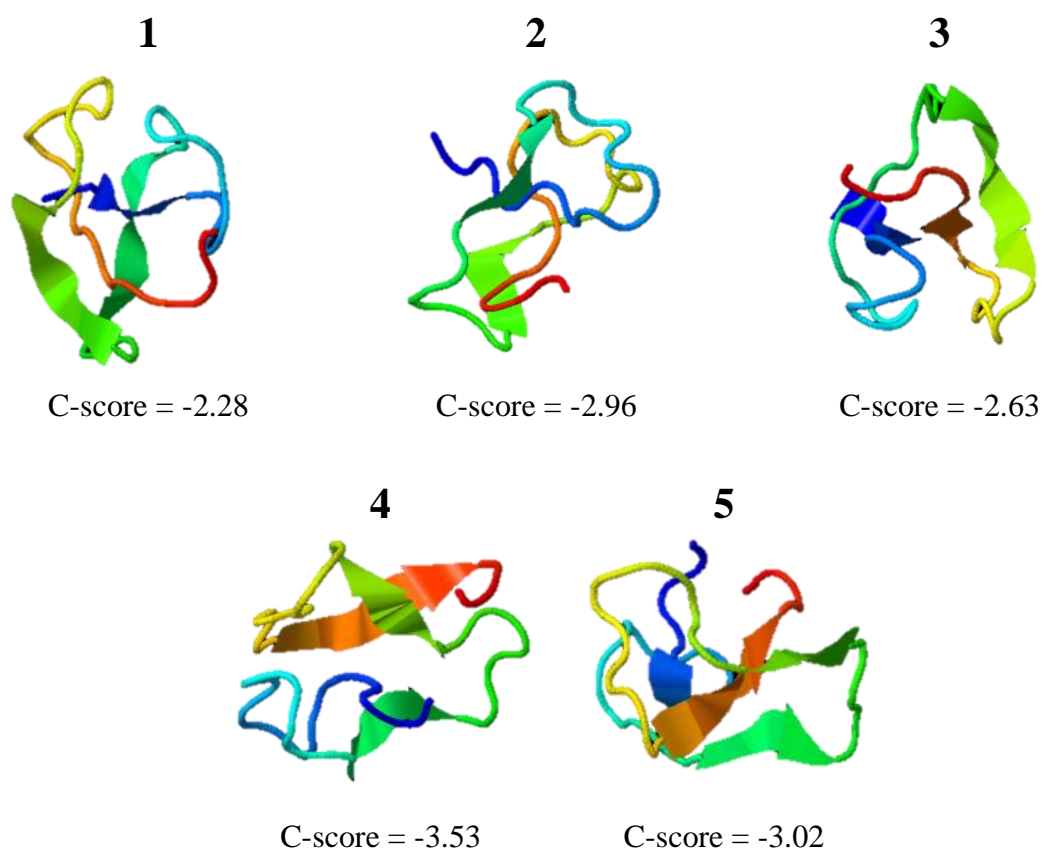 1 2 3
C-score = -2.28 C-score = -2.96 C-score = -2.63
4 5
C-score = -3.53 C-score = -3.02